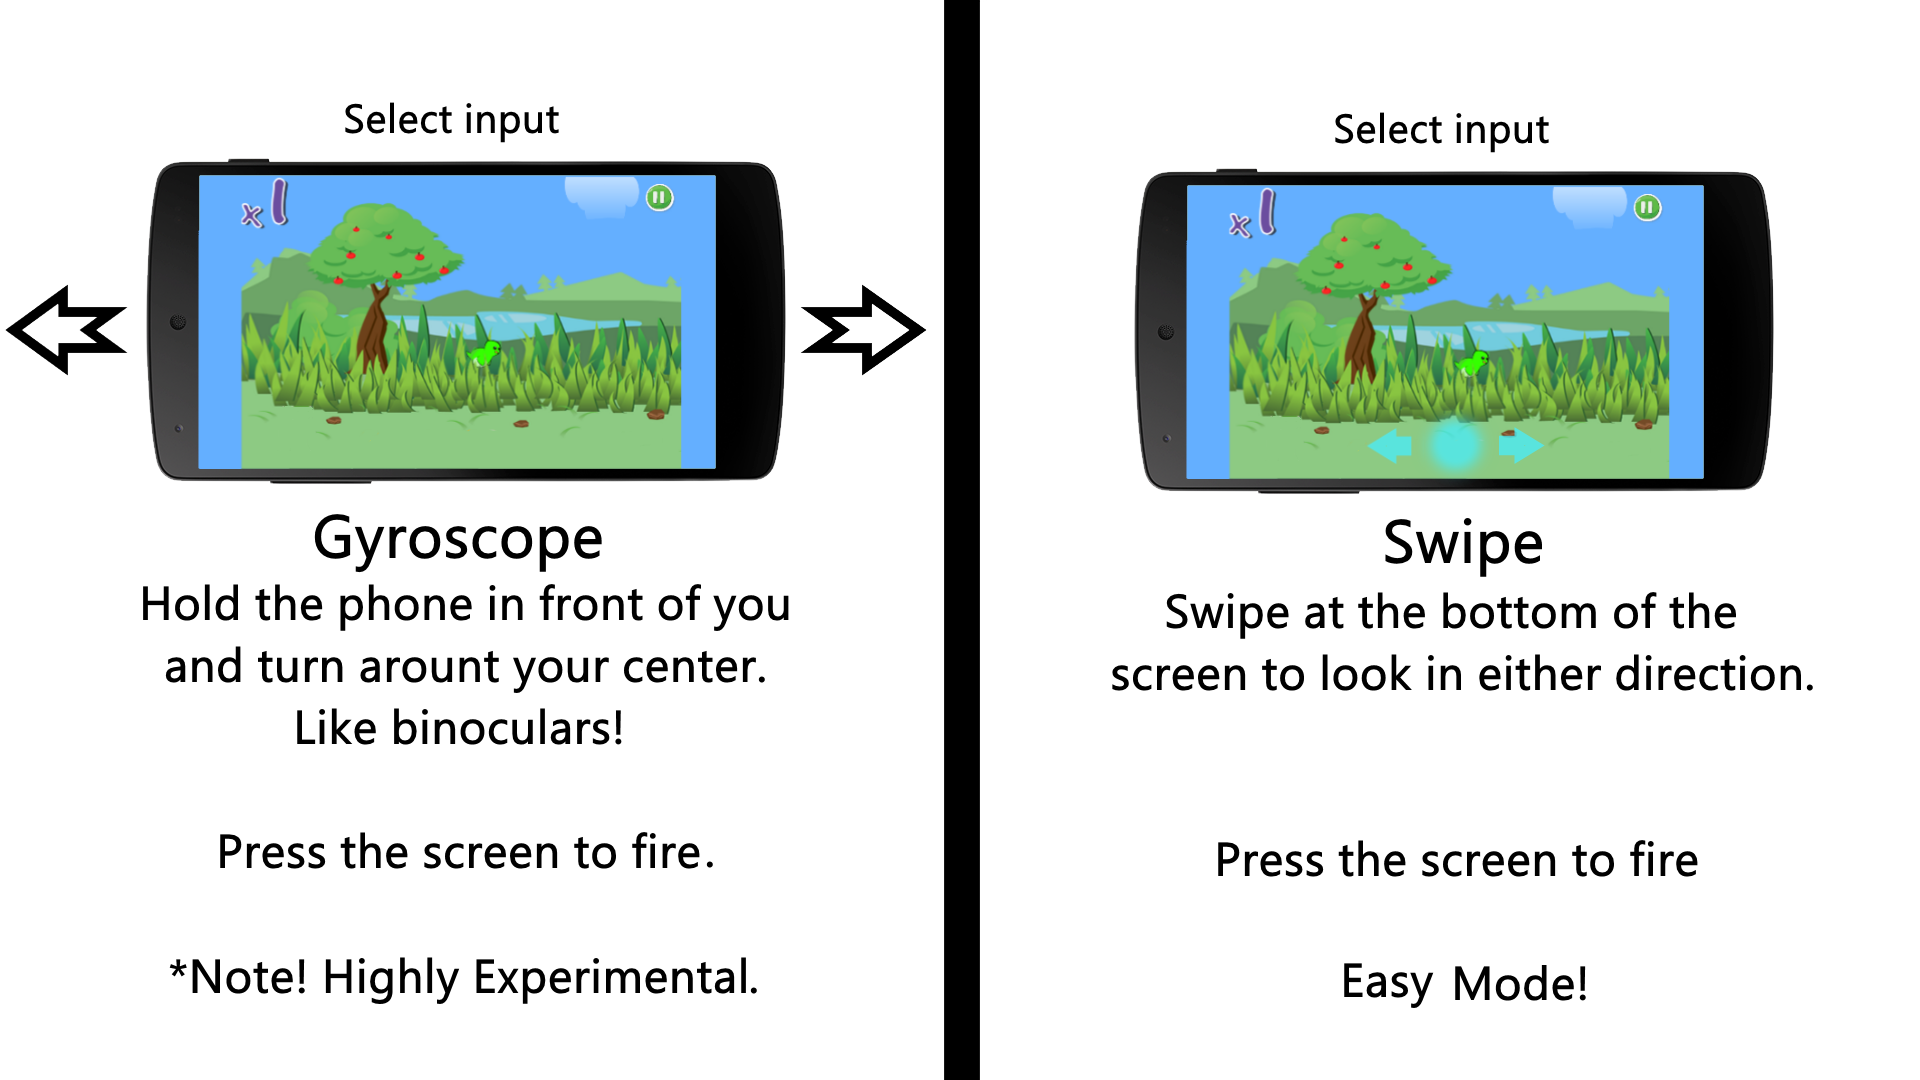 Select input
x1
Gyroscope
Hold the phone in front of you
and turn arount your center.
Like binoculars!
Press the screen to fire.
*Note! Highly Experimental.
Select input
x1
Swipe
Swipe at the bottom of the
screen to look in either direction.
Press the screen to fire
Easy Mode!